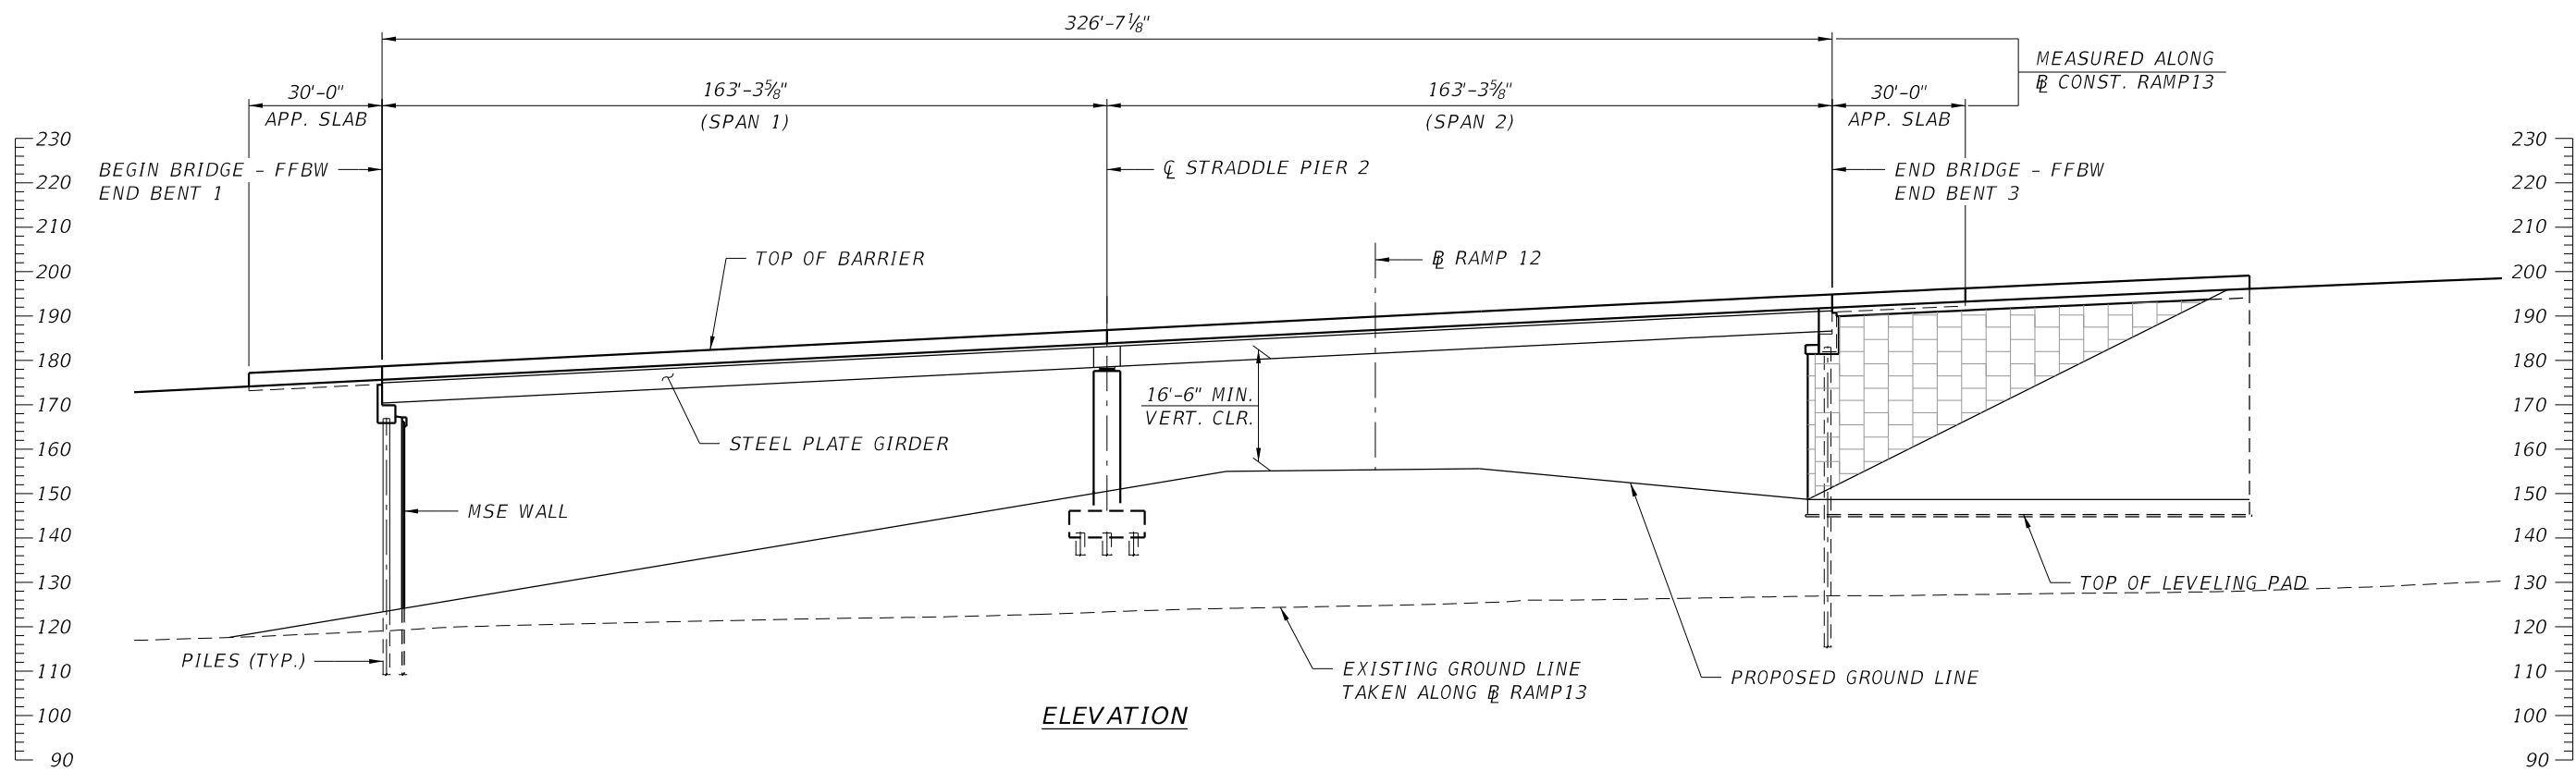 326'-7⅛"
MEASURED ALONG
℄ CONST. RAMP13
30'-0"
APP. SLAB
163'-3⅝"
(SPAN 1)
163'-3⅝"
(SPAN 2)
30'-0"
APP. SLAB
BEGIN BRIDGE - FFBW
END BENT 1
℄ STRADDLE PIER 2
END BRIDGE - FFBW
END BENT 3
TOP OF BARRIER
BL RAMP 12
16'-6" MIN.
VERT. CLR.
STEEL PLATE GIRDER
MSE WALL
TOP OF LEVELING PAD
PILES (TYP.)
EXISTING GROUND LINE
TAKEN ALONG BL RAMP13
PROPOSED GROUND LINE
ELEVATION
230
220
210
200
190
180
170
160
150
140
130
120
110
100
90
230
220
210
200
190
180
170
160
150
140
130
120
110
100
90